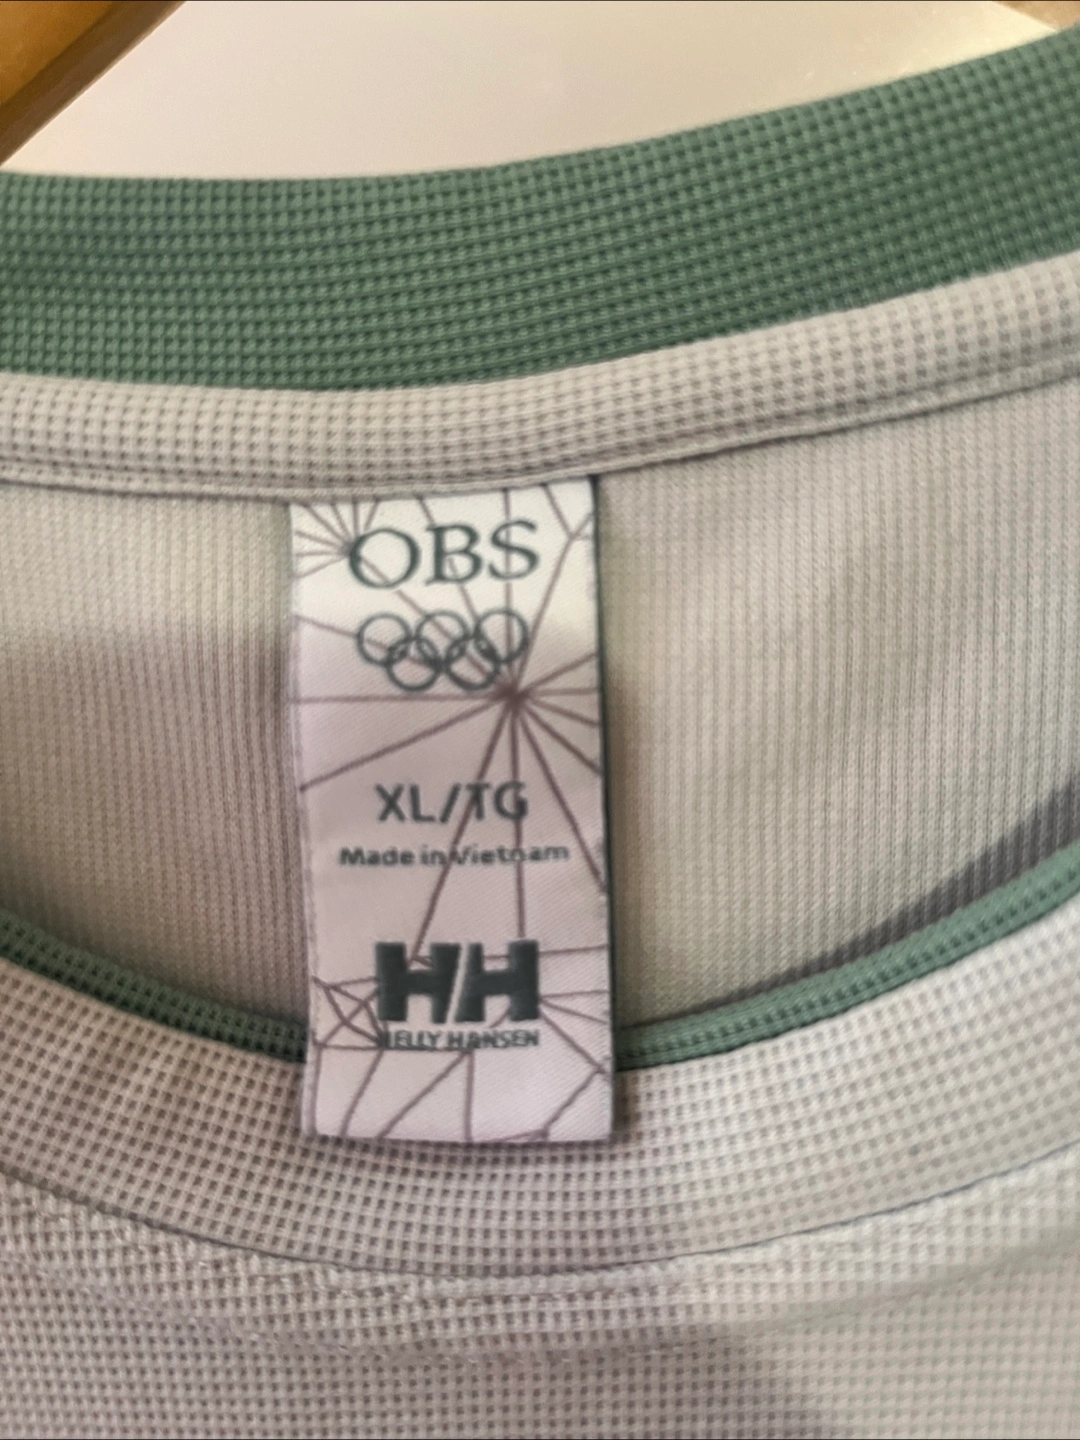 OBS
XL/TG
Made in Vietnam
HH
HELLY HANSEN